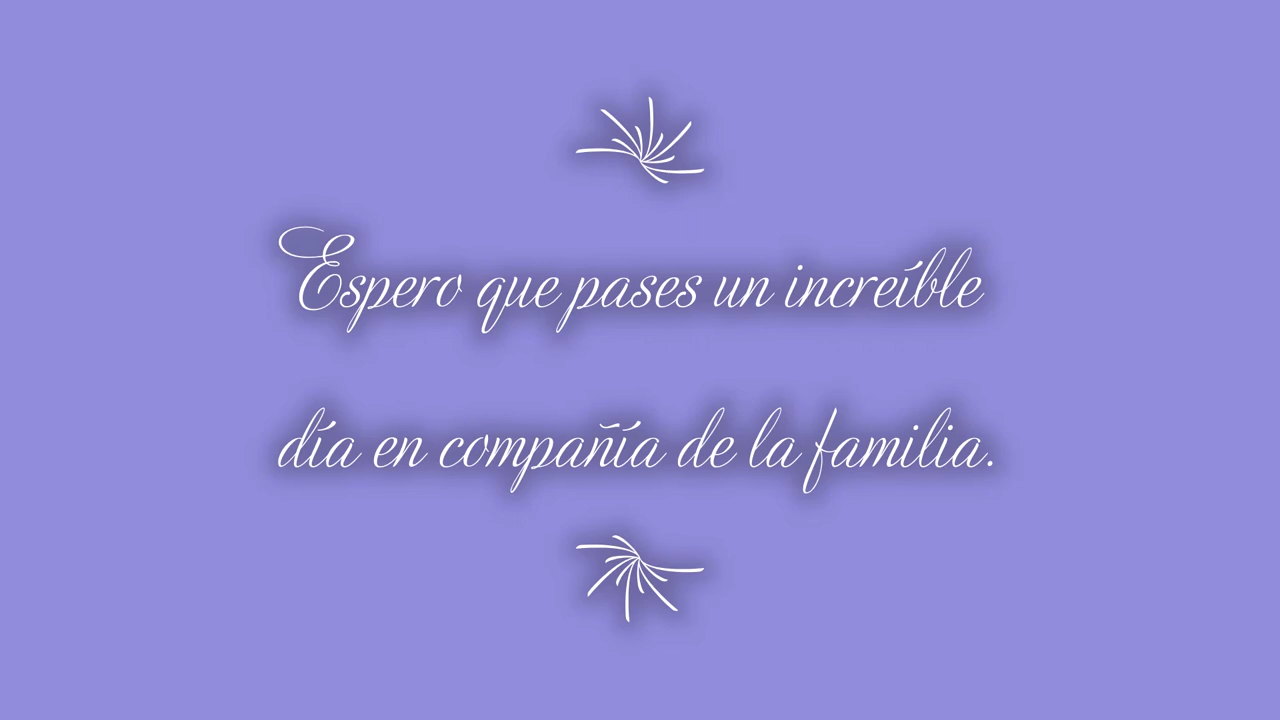 Espero que pases un increíble
día en compañía de la familia.